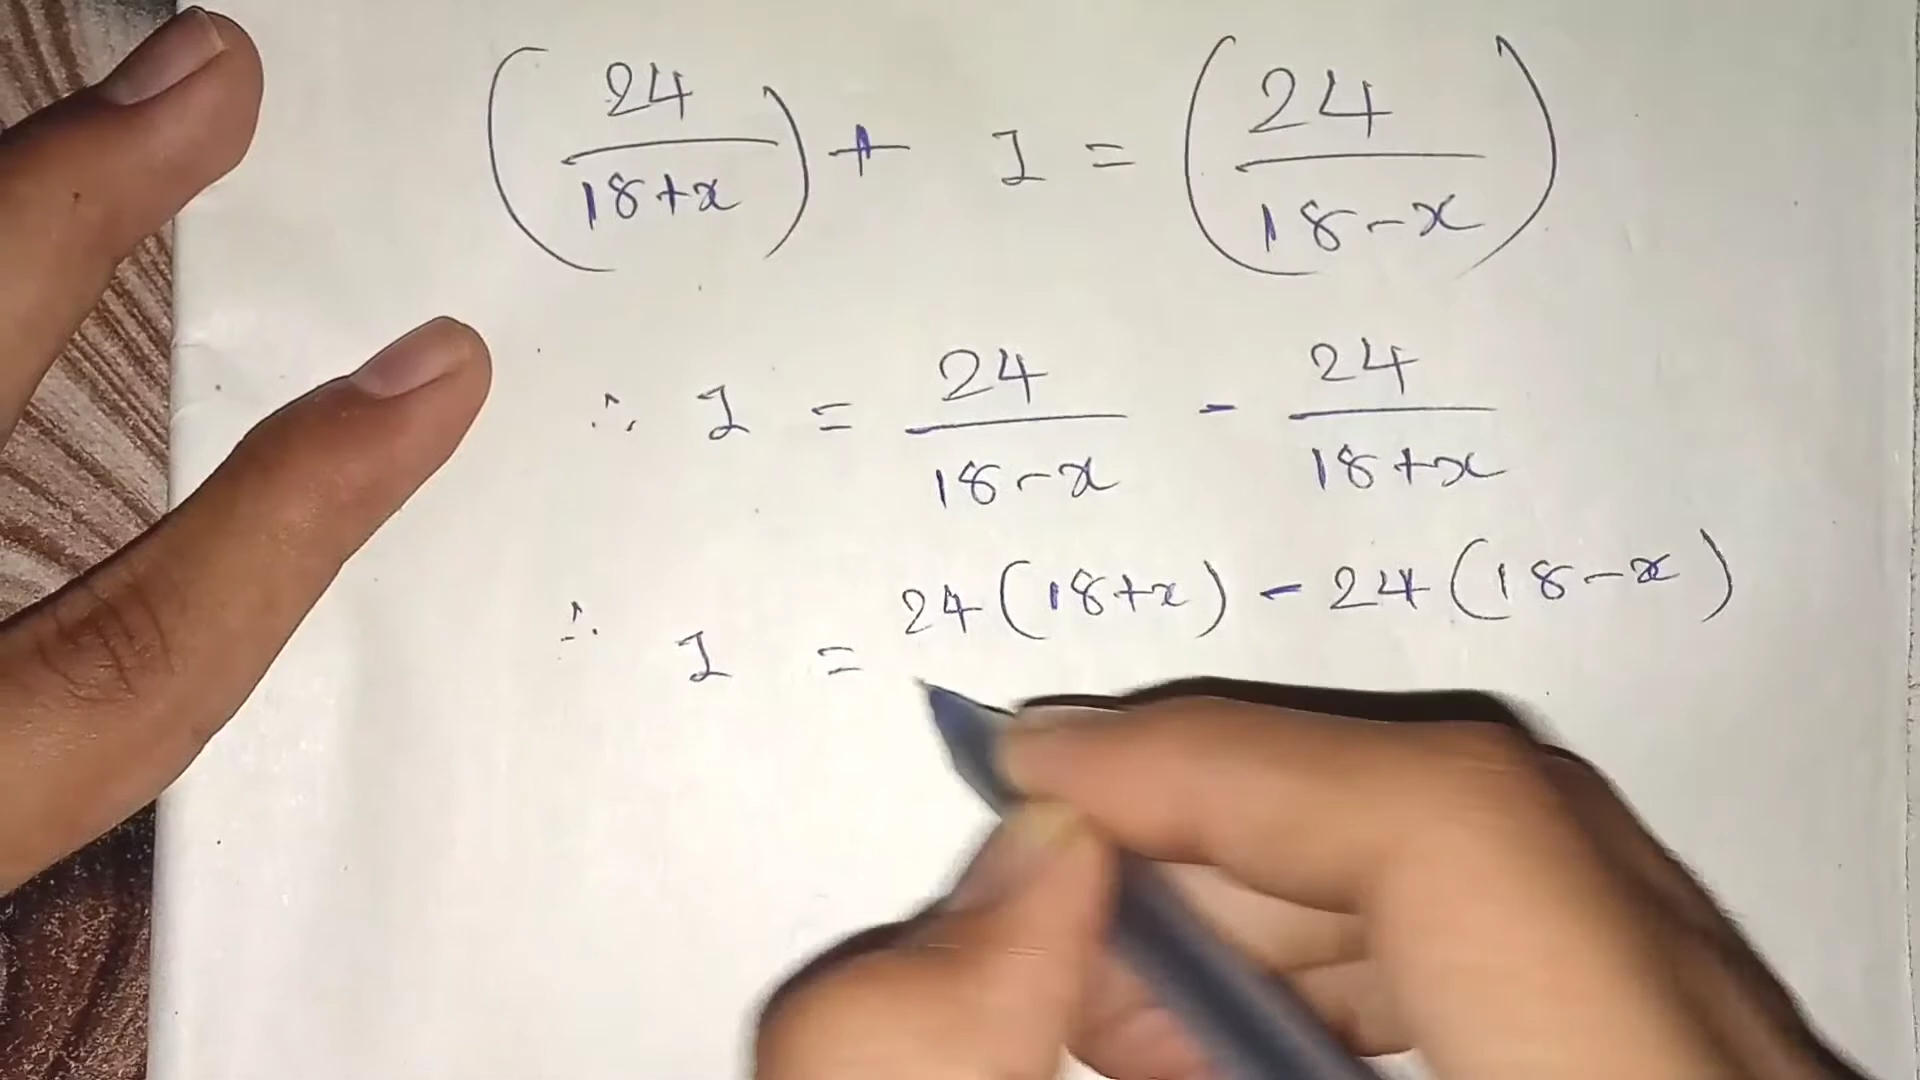 (24/18+x) + 1 = (24/18-x)
∴ 1 = 24/18-x - 24/18+x
∴ 1 = 24(18+x) - 24(18-x)